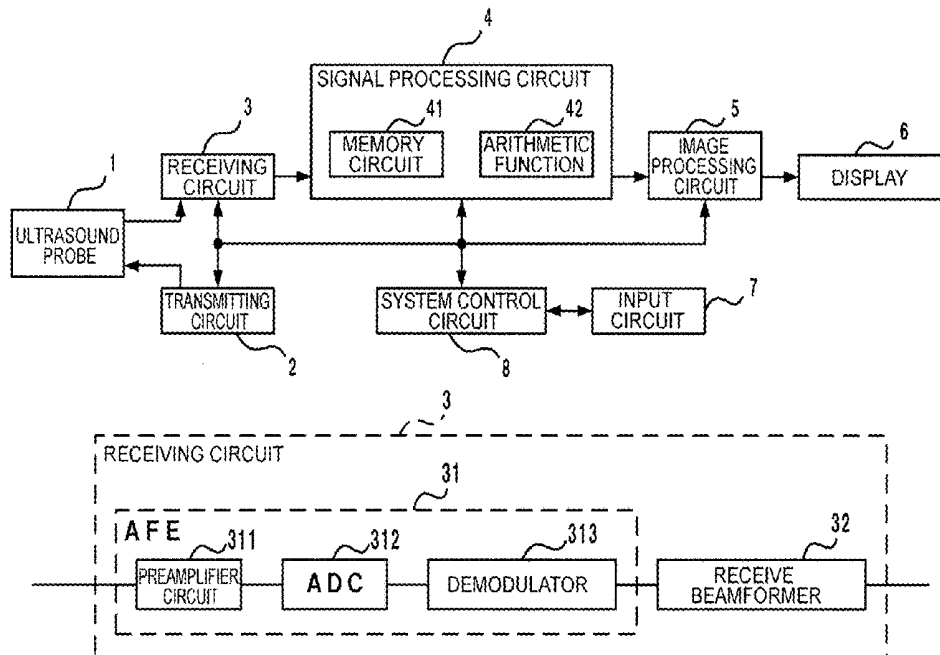 4
SIGNAL PROCESSING CIRCUIT
41
MEMORY
CIRCUIT
42
ARITHMETIC
FUNCTION
3
RECEIVING
CIRCUIT
5
IMAGE
PROCESSING
CIRCUIT
6
DISPLAY
1
ULTRASOUND
PROBE
TRANSMITTING
CIRCUIT
2
SYSTEM CONTROL
CIRCUIT
8
INPUT
CIRCUIT
7
3
RECEIVING CIRCUIT
31
AFE
311
PREAMPLIFIER
CIRCUIT
312
ADC
313
DEMODULATOR
32
RECEIVE
BEAMFORMER